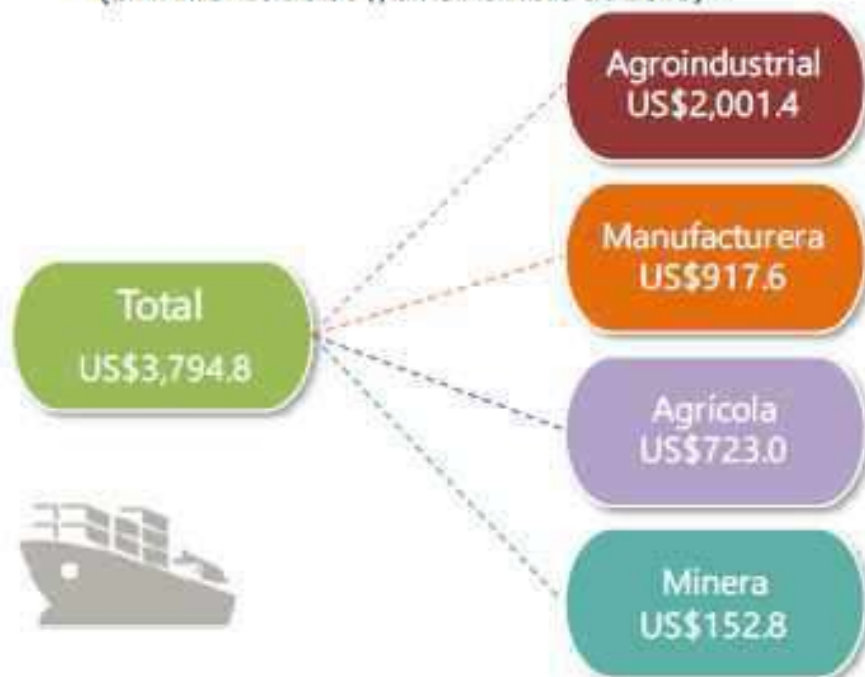 Total
US$3,794.8
Agroindustrial
US$2,001.4
Manufacturera
US$917.6
Agrícola
US$723.0
Minera
US$152.8